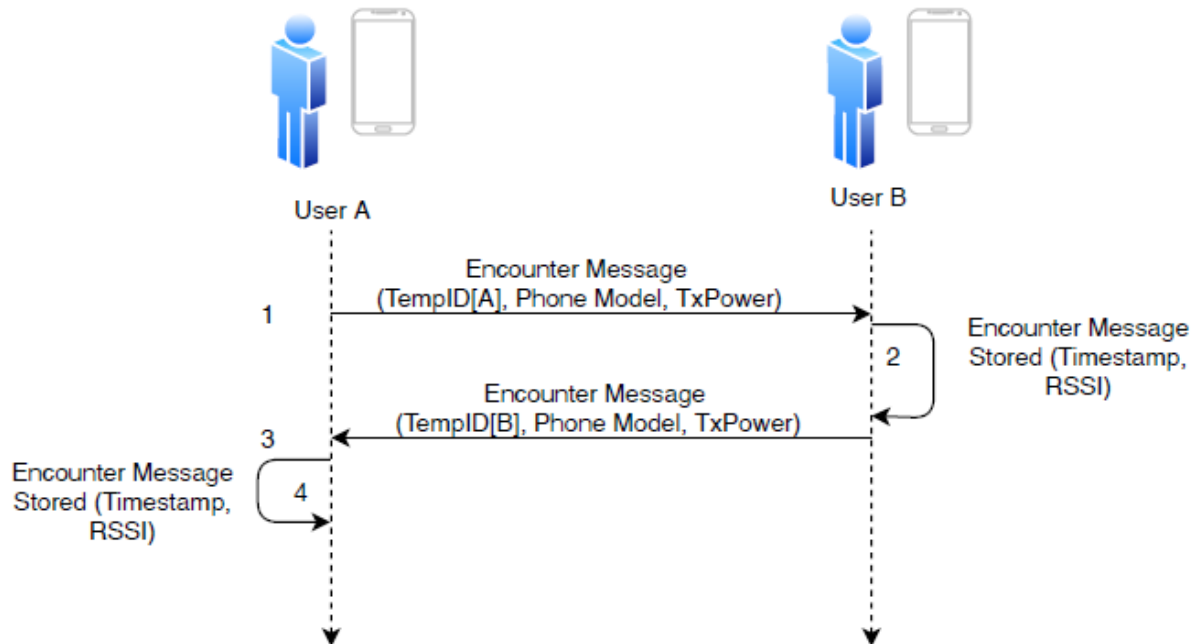 User A
User B
Encounter Message
(TempID[A], Phone Model, TxPower)
1
2
Encounter Message
Stored (Timestamp,
RSSI)
Encounter Message
(TempID[B], Phone Model, TxPower)
3
Encounter Message
Stored (Timestamp,
RSSI)
4